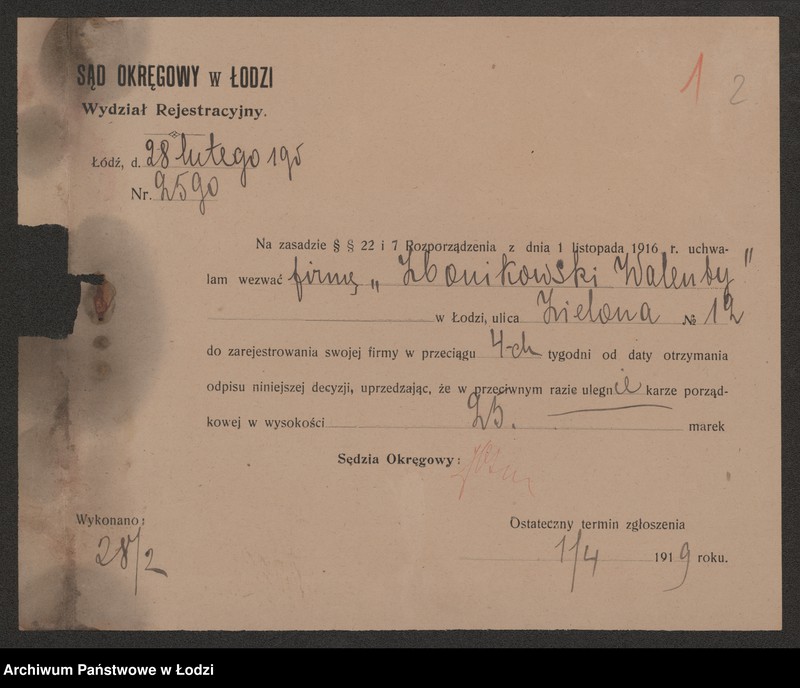 SĄD OKRĘGOWY w ŁODZI
1 2
Wydział Rejestracyjny.
Łódź, d. 28 lutego 191
Nr. 2590
Na zasadzie § § 22 i 7 Rozporządzenia z dnia 1 listopada 1916 r. uchwa-
lam wezwać firmę „Zbonikowski Walenty"
w Łodzi, ulica Zielona № 12
do zarejestrowania swojej firmy w przeciągu 4-ch tygodni od daty otrzymania
odpisu niniejszej decyzji, uprzedzając, że w przeciwnym razie ulegnie karze porząd-
kowej w wysokości 25. marek
Sędzia Okręgowy:
Wykonano:
28/2
Ostateczny termin zgłoszenia
1/4 1919 roku.
Archiwum Państwowe w Łodzi